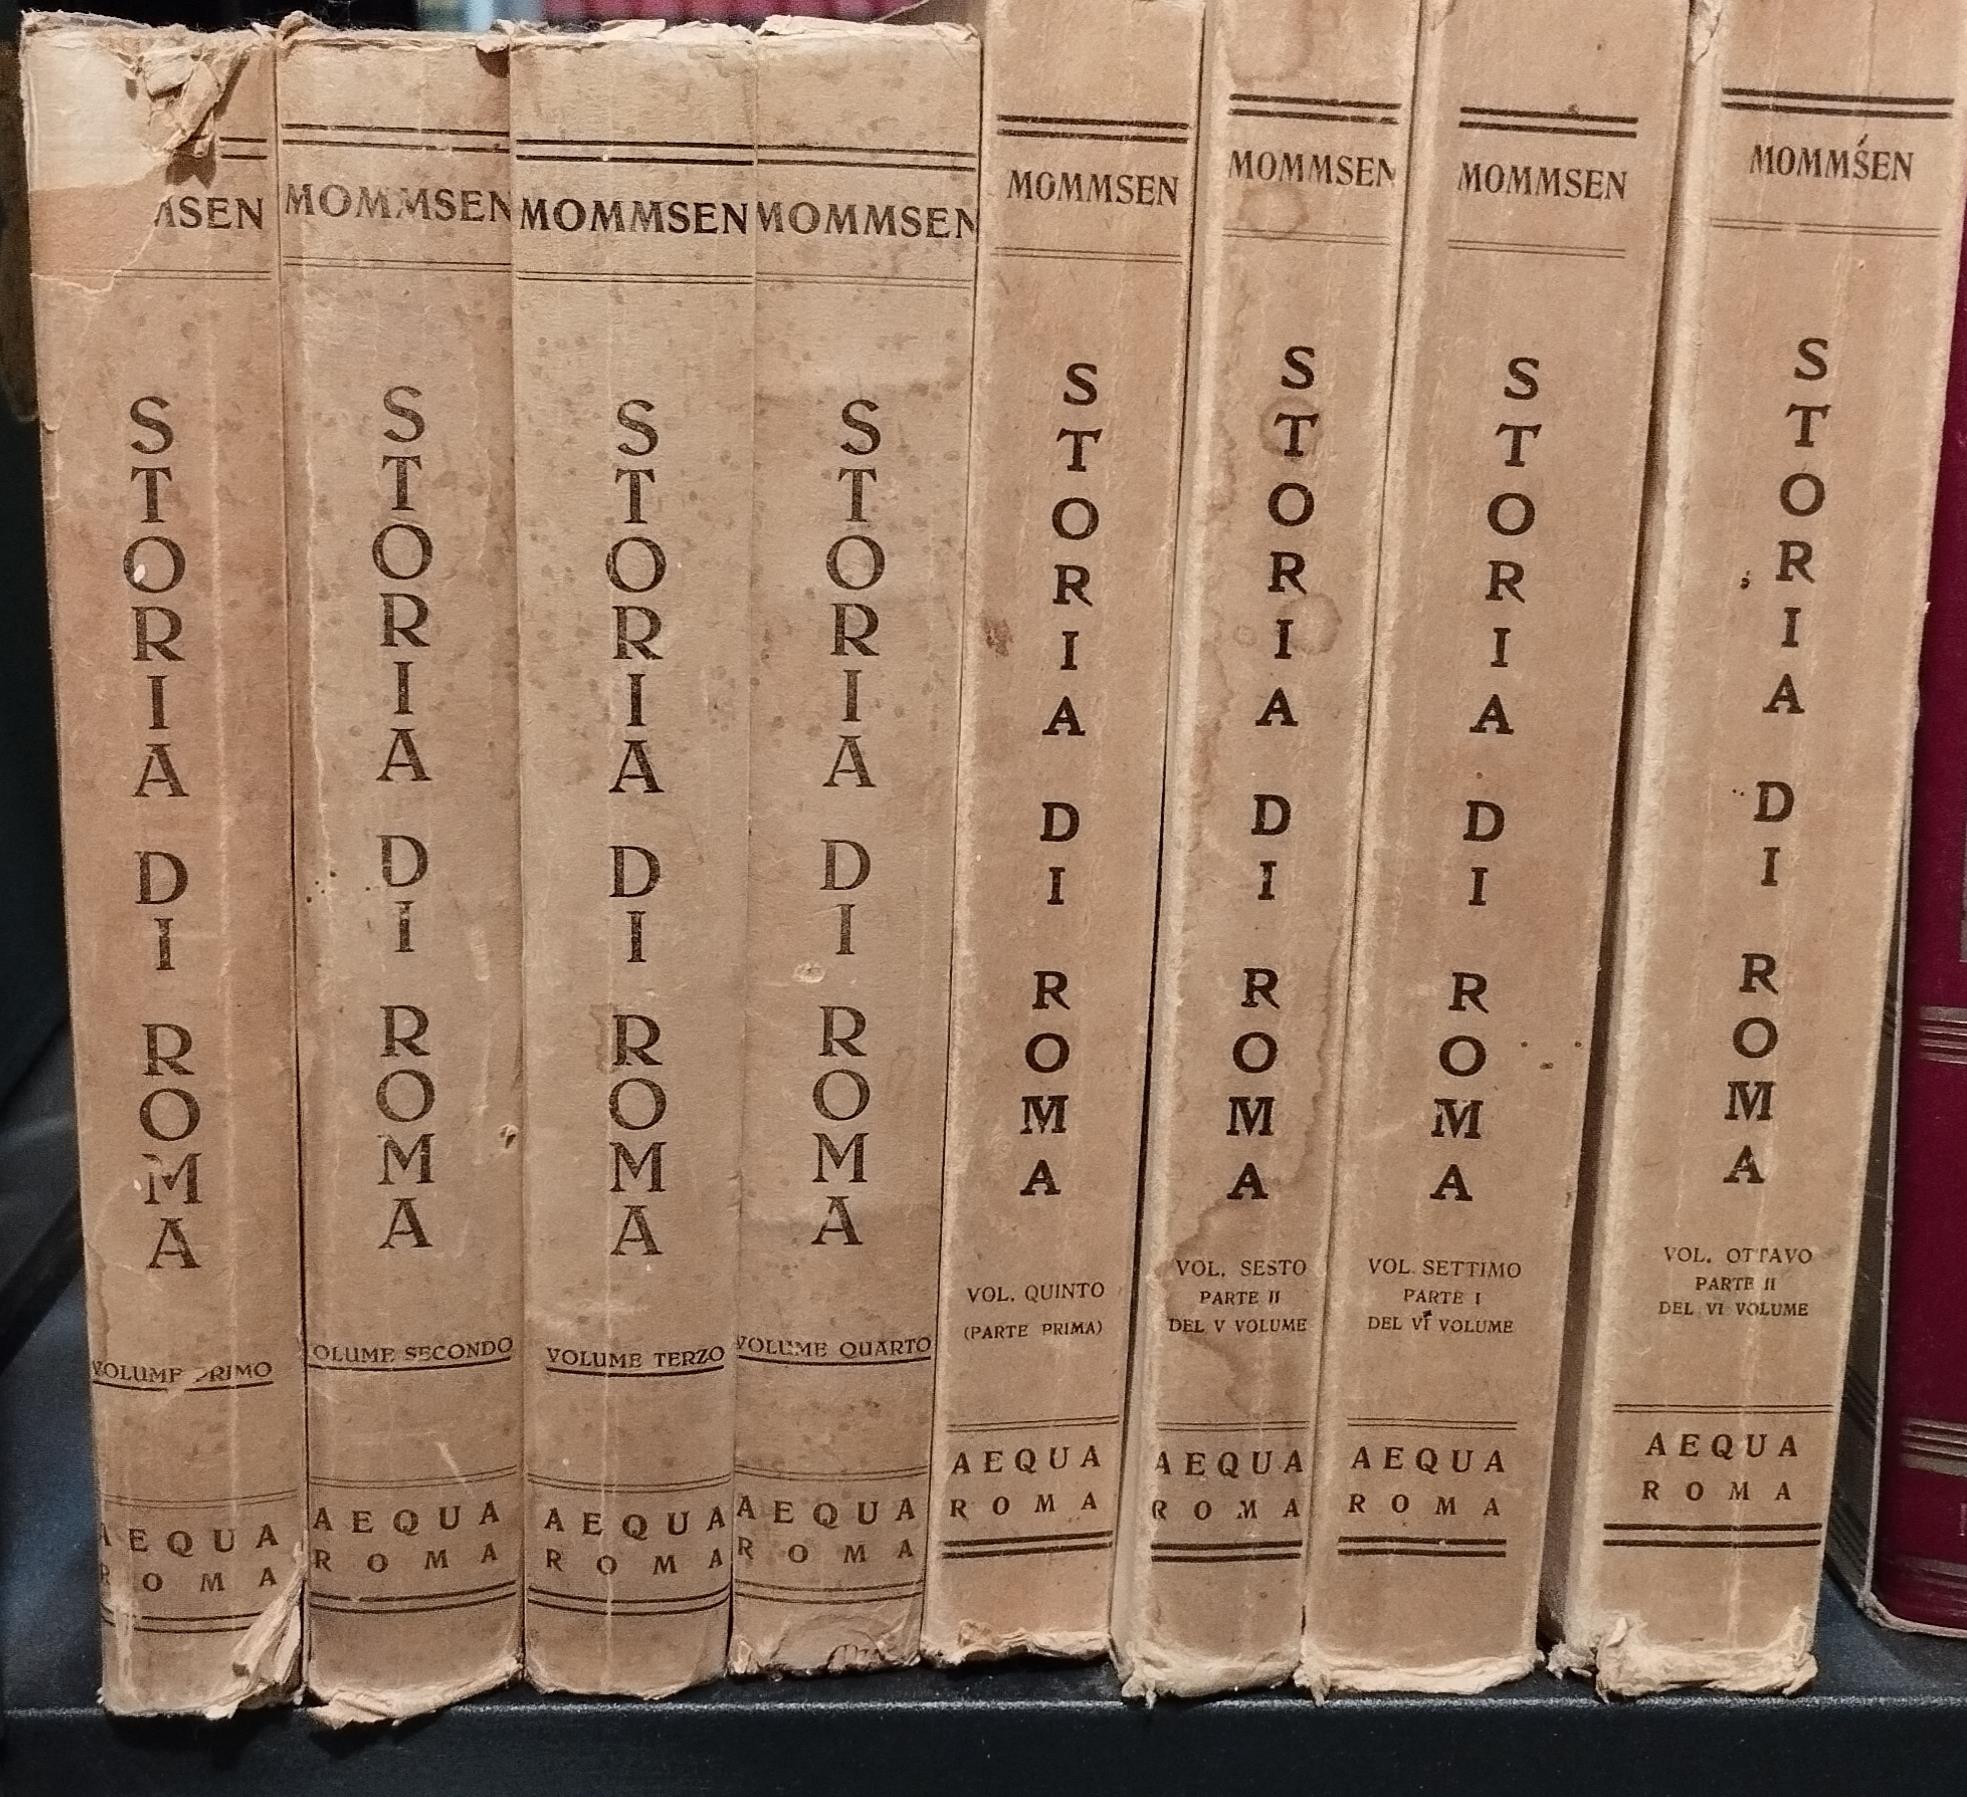 MSEN
STORIA DI ROMA
VOLUME PRIMO
AEQUA
ROMA
MOMMSEN
STORIA DI ROMA
OLUME SECONDO
AEQUA
ROMA
MOMMSEN
STORIA DI ROMA
VOLUME TERZO
AEQUA
ROMA
MOMMSEN
STORIA DI ROMA
VOLUME QUARTO
AEQUA
ROMA
MOMMSEN
STORIA DI ROMA
VOL. QUINTO
(PARTE PRIMA)
AEQUA
ROMA
MOMMSEN
STORIA DI ROMA
VOL. SESTO
PARTE II
DEL V VOLUME
AEQUA
ROMA
MOMMSEN
STORIA DI ROMA
VOL. SETTIMO
PARTE I
DEL VI VOLUME
AEQUA
ROMA
MOMMSEN
STORIA DI ROMA
VOL. OTTAVO
PARTE II
DEL VI VOLUME
AEQUA
ROMA